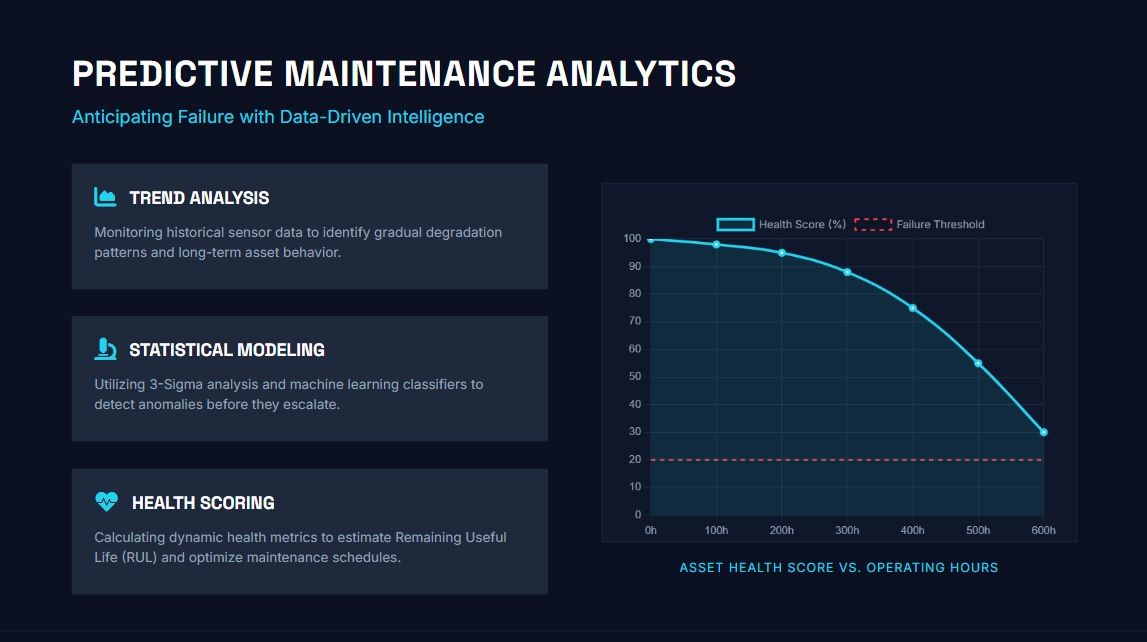 PREDICTIVE MAINTENANCE ANALYTICS
Anticipating Failure with Data-Driven Intelligence
TREND ANALYSIS
Monitoring historical sensor data to identify gradual degradation
patterns and long-term asset behavior.
STATISTICAL MODELING
Utilizing 3-Sigma analysis and machine learning classifiers to
detect anomalies before they escalate.
HEALTH SCORING
Calculating dynamic health metrics to estimate Remaining Useful
Life (RUL) and optimize maintenance schedules.
Health Score (%) Failure Threshold
100
90
80
70
60
50
40
30
20
10
0
0h 100h 200h 300h 400h 500h 600h
ASSET HEALTH SCORE VS. OPERATING HOURS